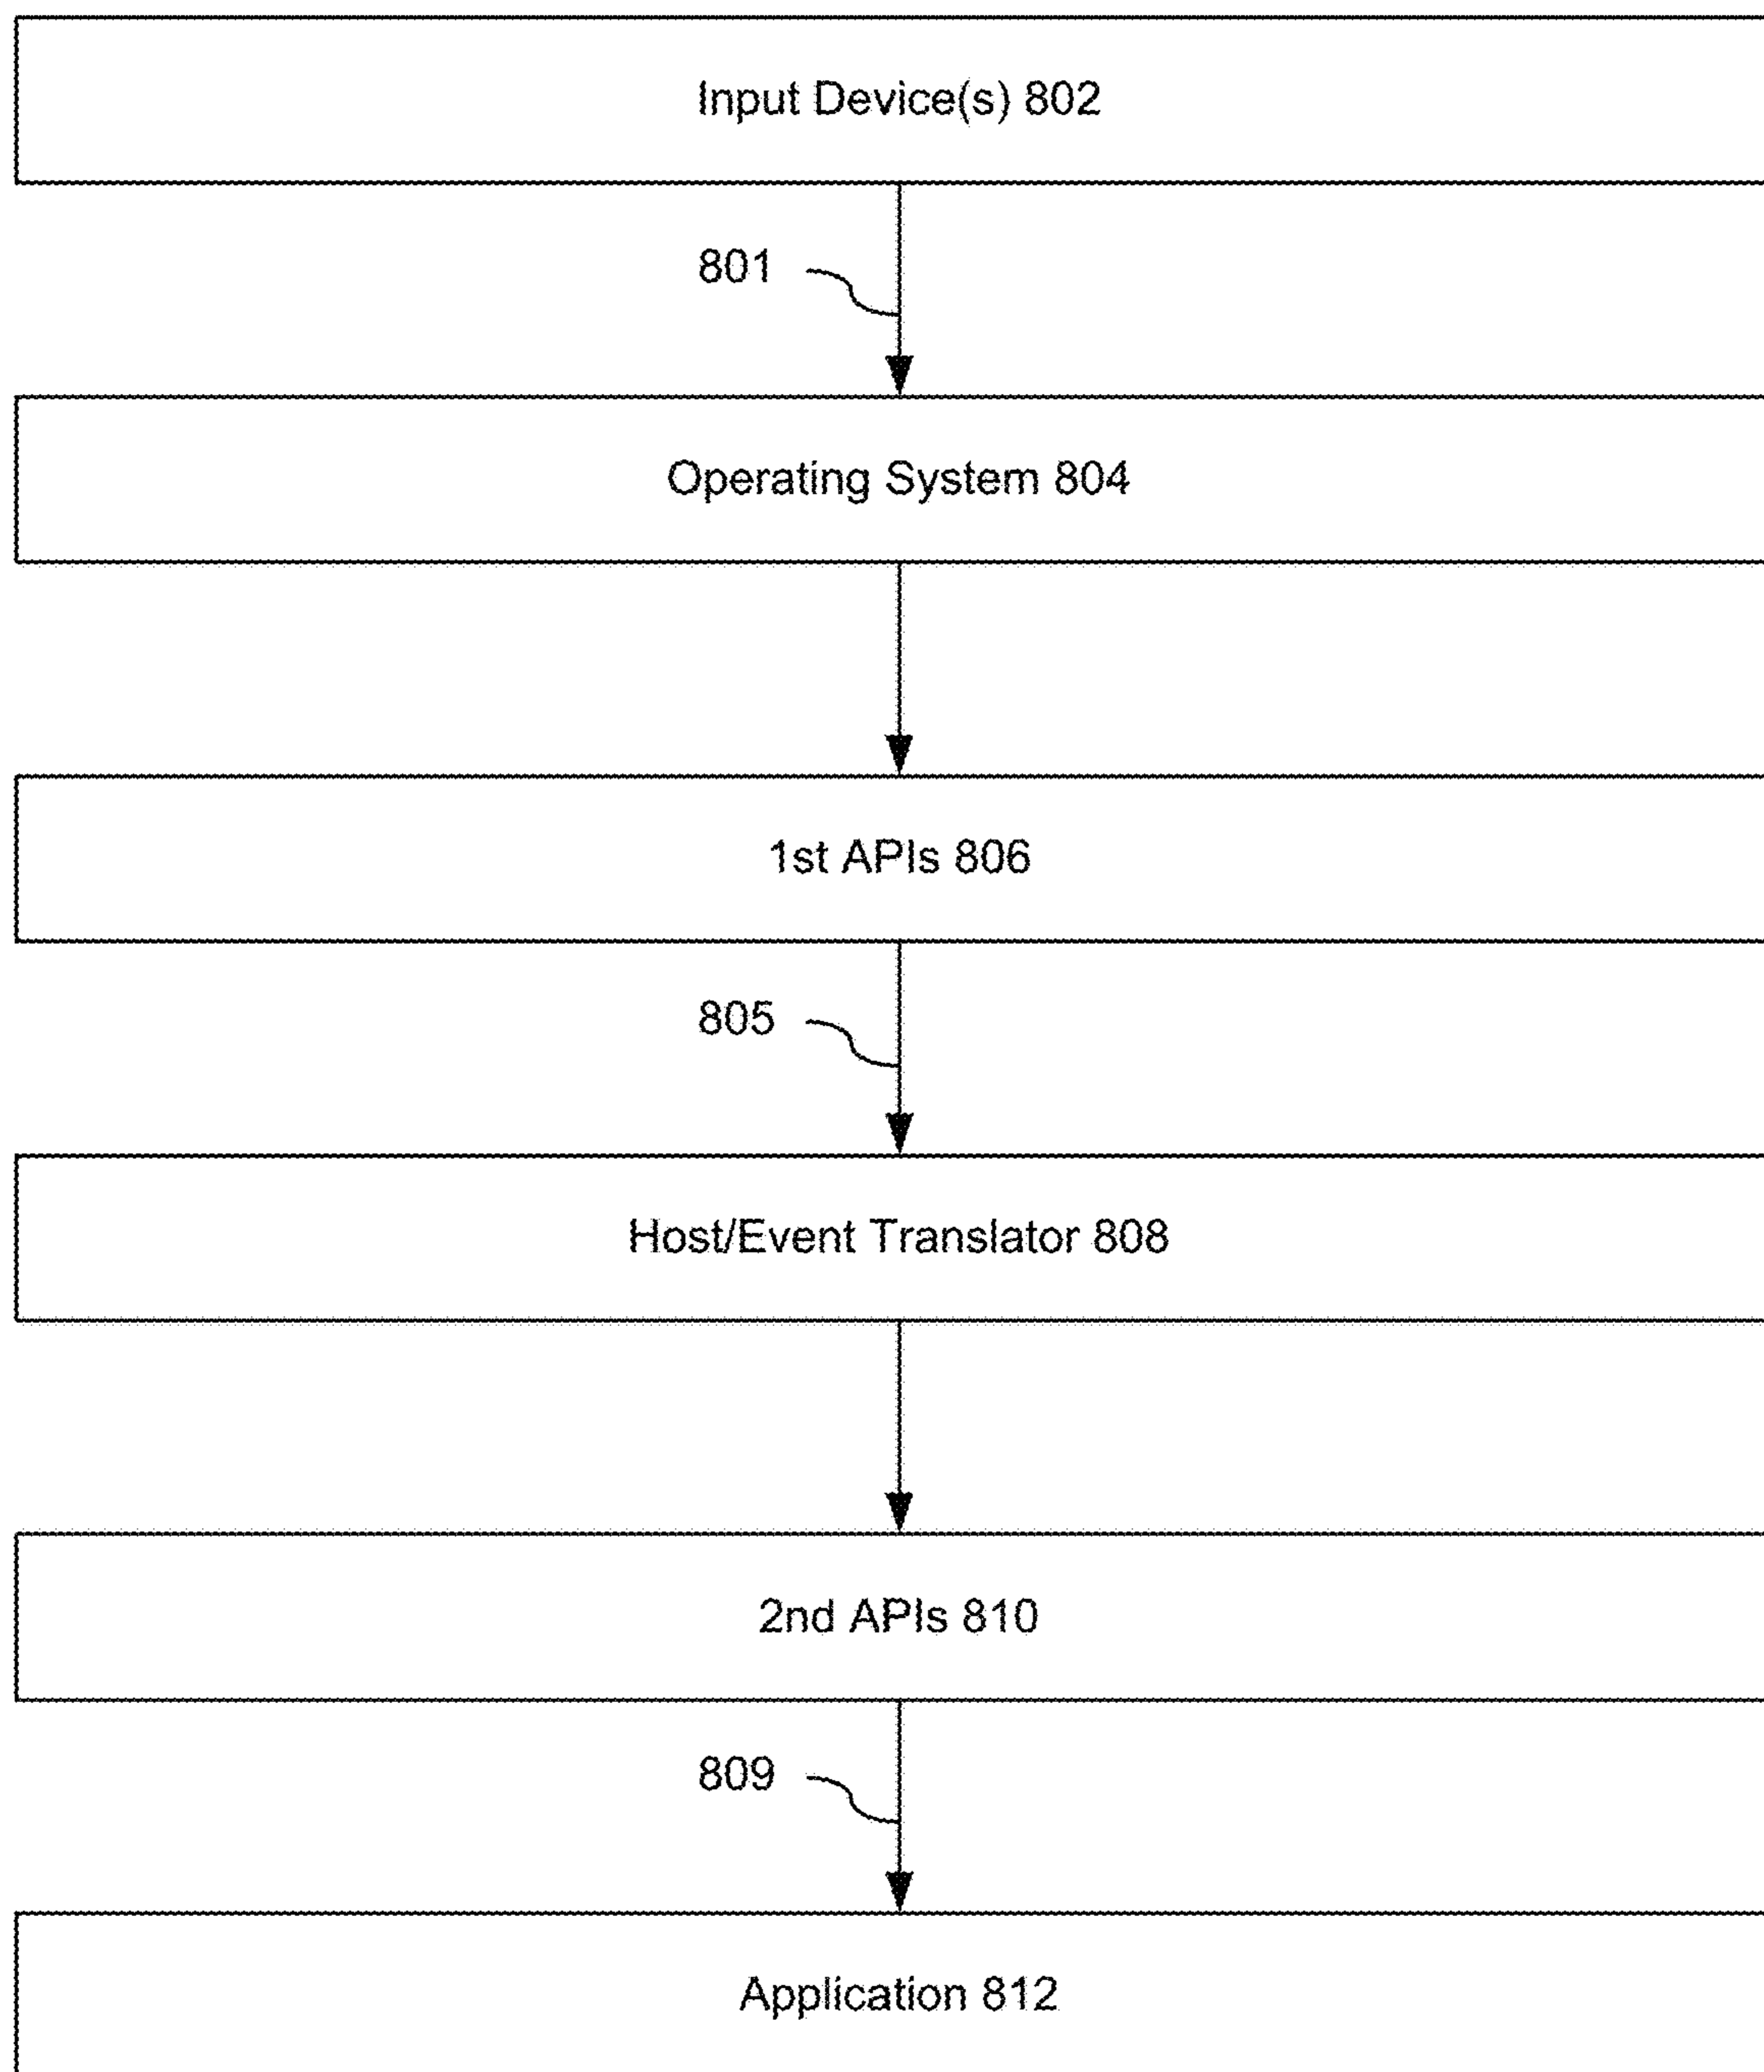 Input Device(s) 802
801
Operating System 804
1st APIs 806
805
Host/Event Translator 808
2nd APIs 810
809
Application 812